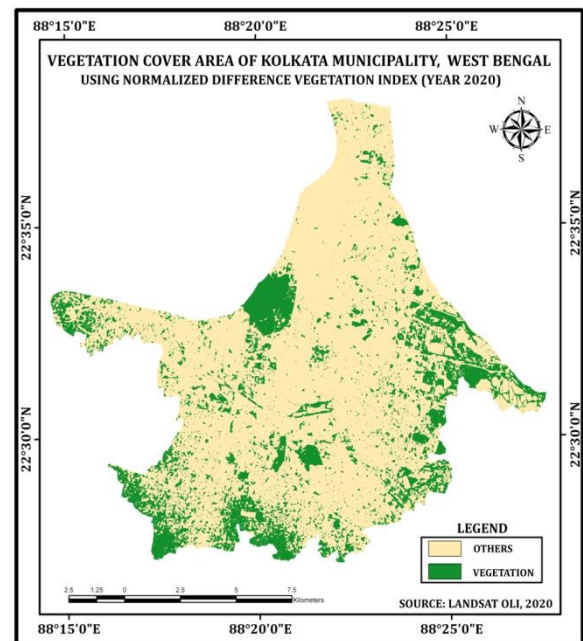 88°15'0"E 88°20'0"E 88°25'0"E
VEGETATION COVER AREA OF KOLKATA MUNICIPALITY, WEST BENGAL
USING NORMALIZED DIFFERENCE VEGETATION INDEX (YEAR 2020)
N
W E
S
22°35'0"N 22°35'0"N
22°30'0"N 22°30'0"N
LEGEND
OTHERS
VEGETATION
2.5 1.25 0 2.5 5 7.5
Kilometers
SOURCE: LANDSAT OLI, 2020
88°15'0"E 88°20'0"E 88°25'0"E